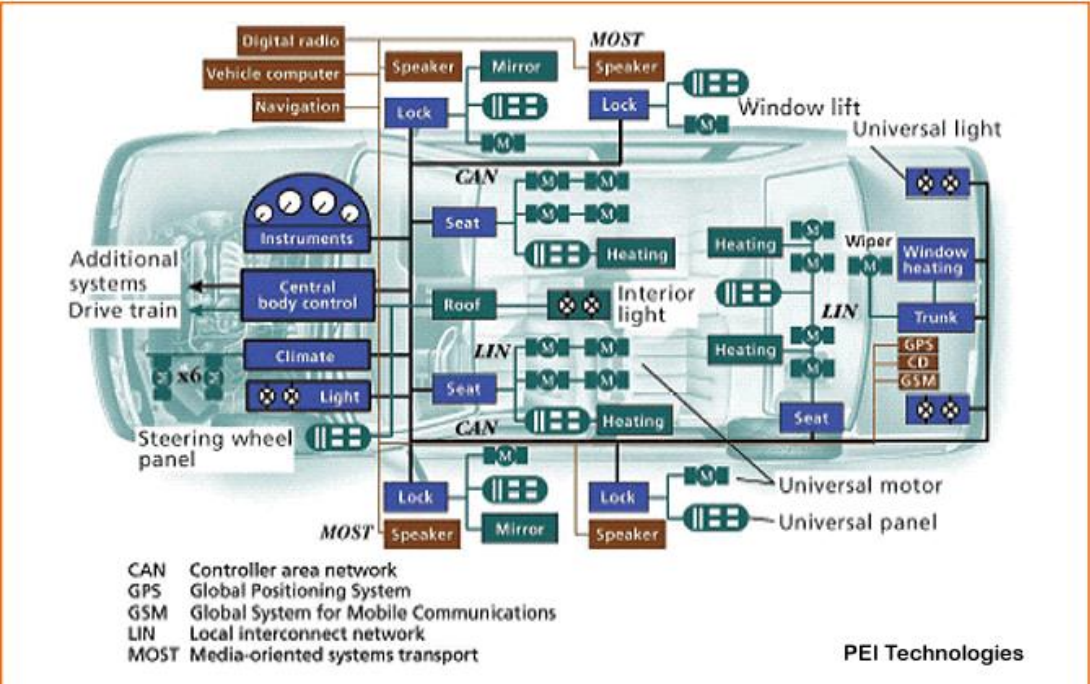 Digital radio
MOST
Speaker
Mirror
Speaker
Vehicle computer
Navigation
Lock
Lock
Window lift
Universal light
CAN
M
M
M
M
Seat
M
M
Instruments
Heating
Heating
M
M
Wiper
M
Window
heating
Additional
systems
Drive train
Central
body control
Roof
Interior
light
LIN
Trunk
LIN
M
M
Heating
M
M
GPS
CD
GSM
Climate
x6
Light
Seat
M
M
CAN
Heating
Seat
Steering wheel
panel
M
M
Lock
Lock
Universal motor
MOST
Speaker
Mirror
Speaker
Universal panel
CAN Controller area network
GPS Global Positioning System
GSM Global System for Mobile Communications
LIN Local interconnect network
MOST Media-oriented systems transport
PEI Technologies